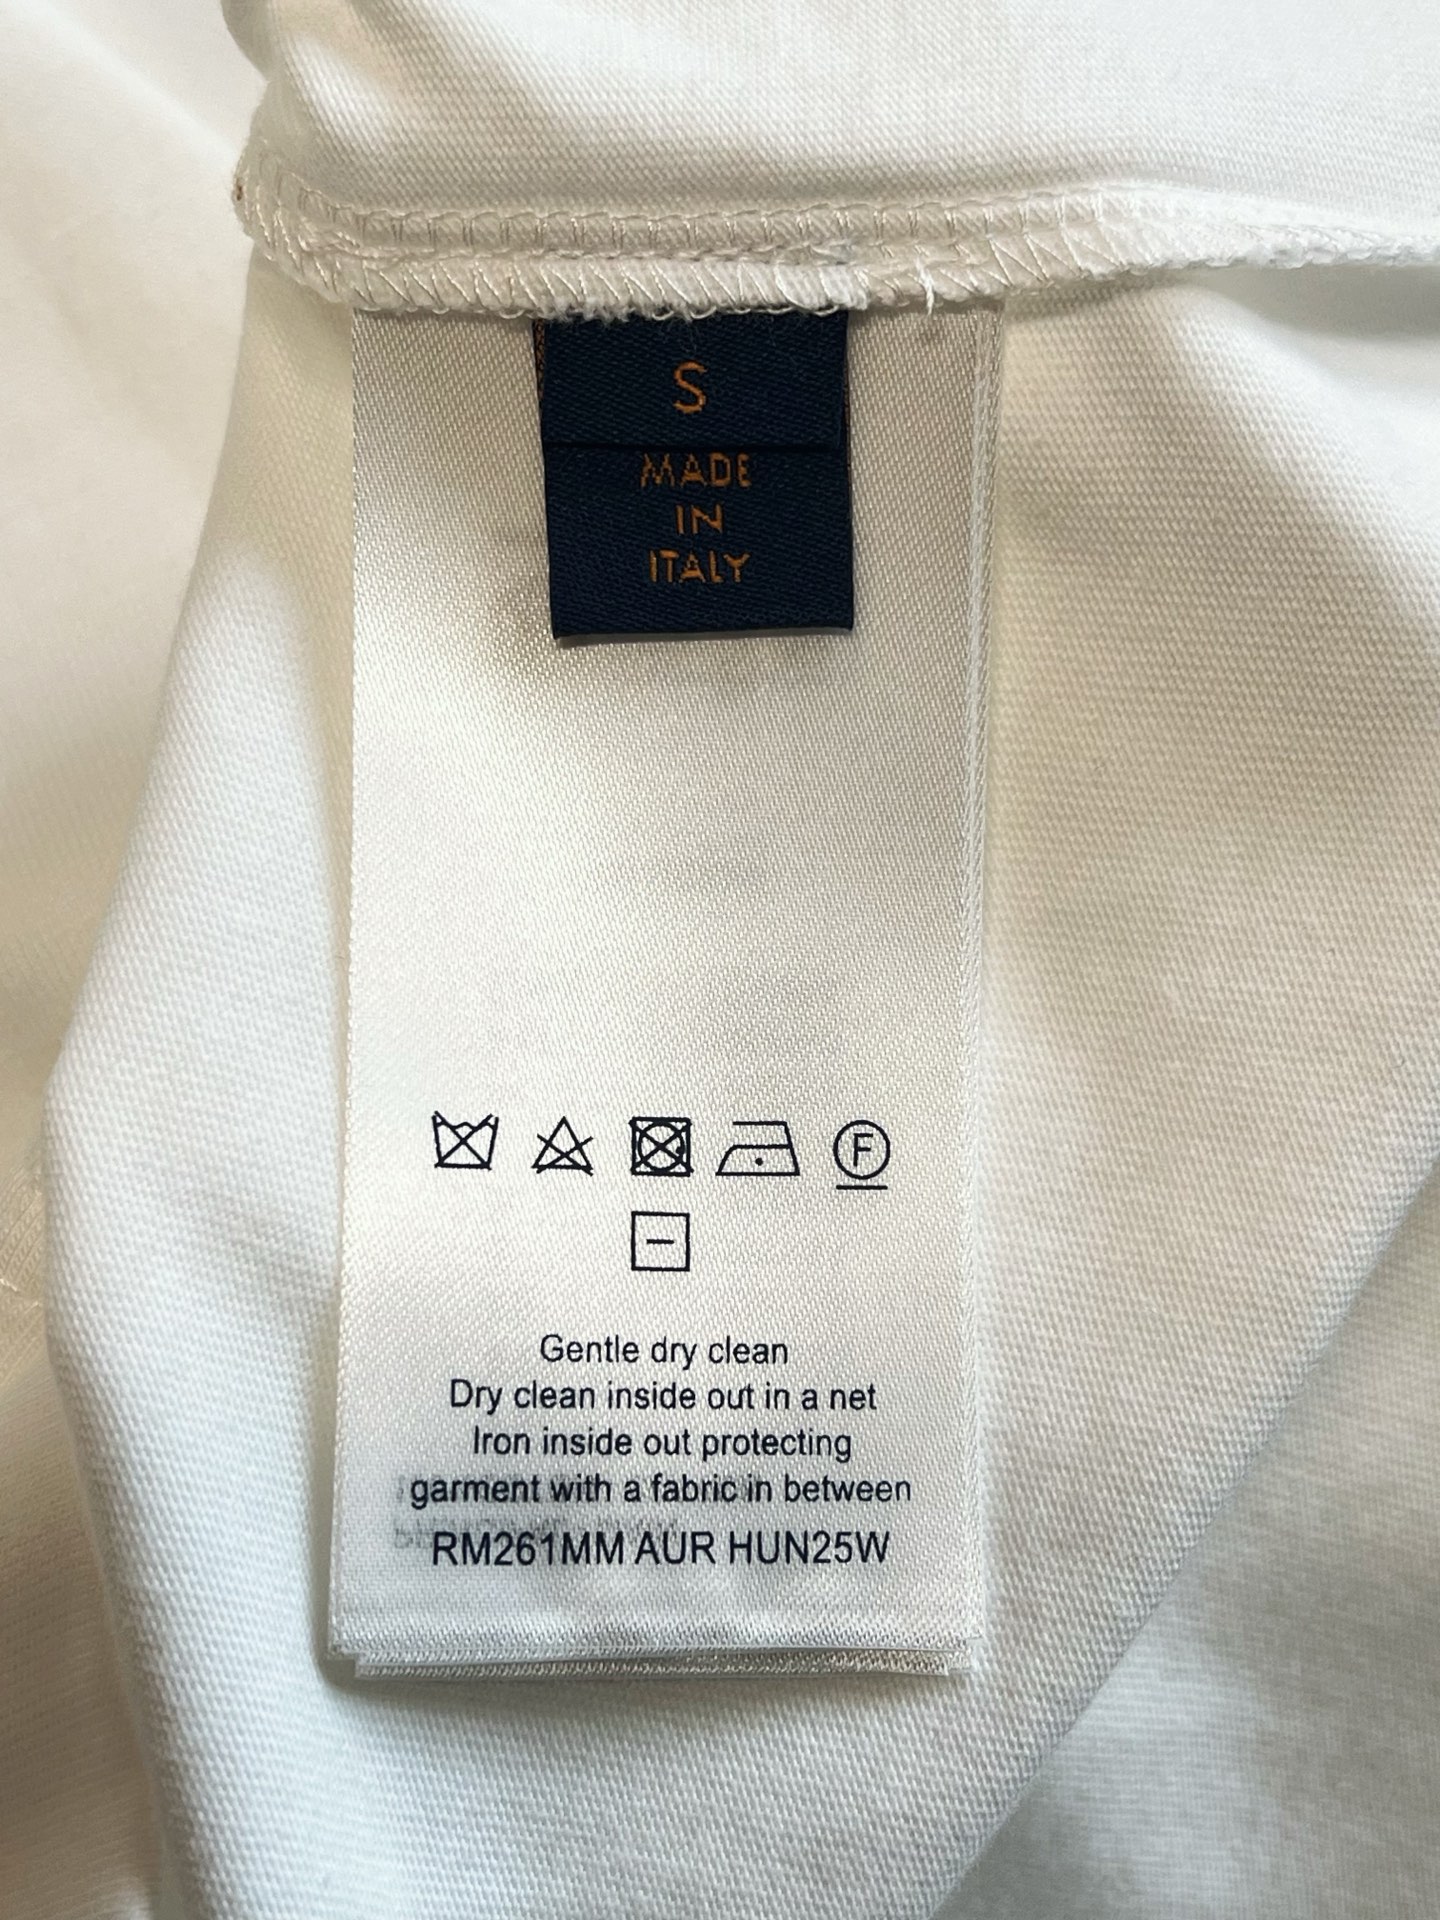 S
MADE
IN
ITALY
F
Gentle dry clean
Dry clean inside out in a net
Iron inside out protecting
garment with a fabric in between
RM261MM AUR HUN25W